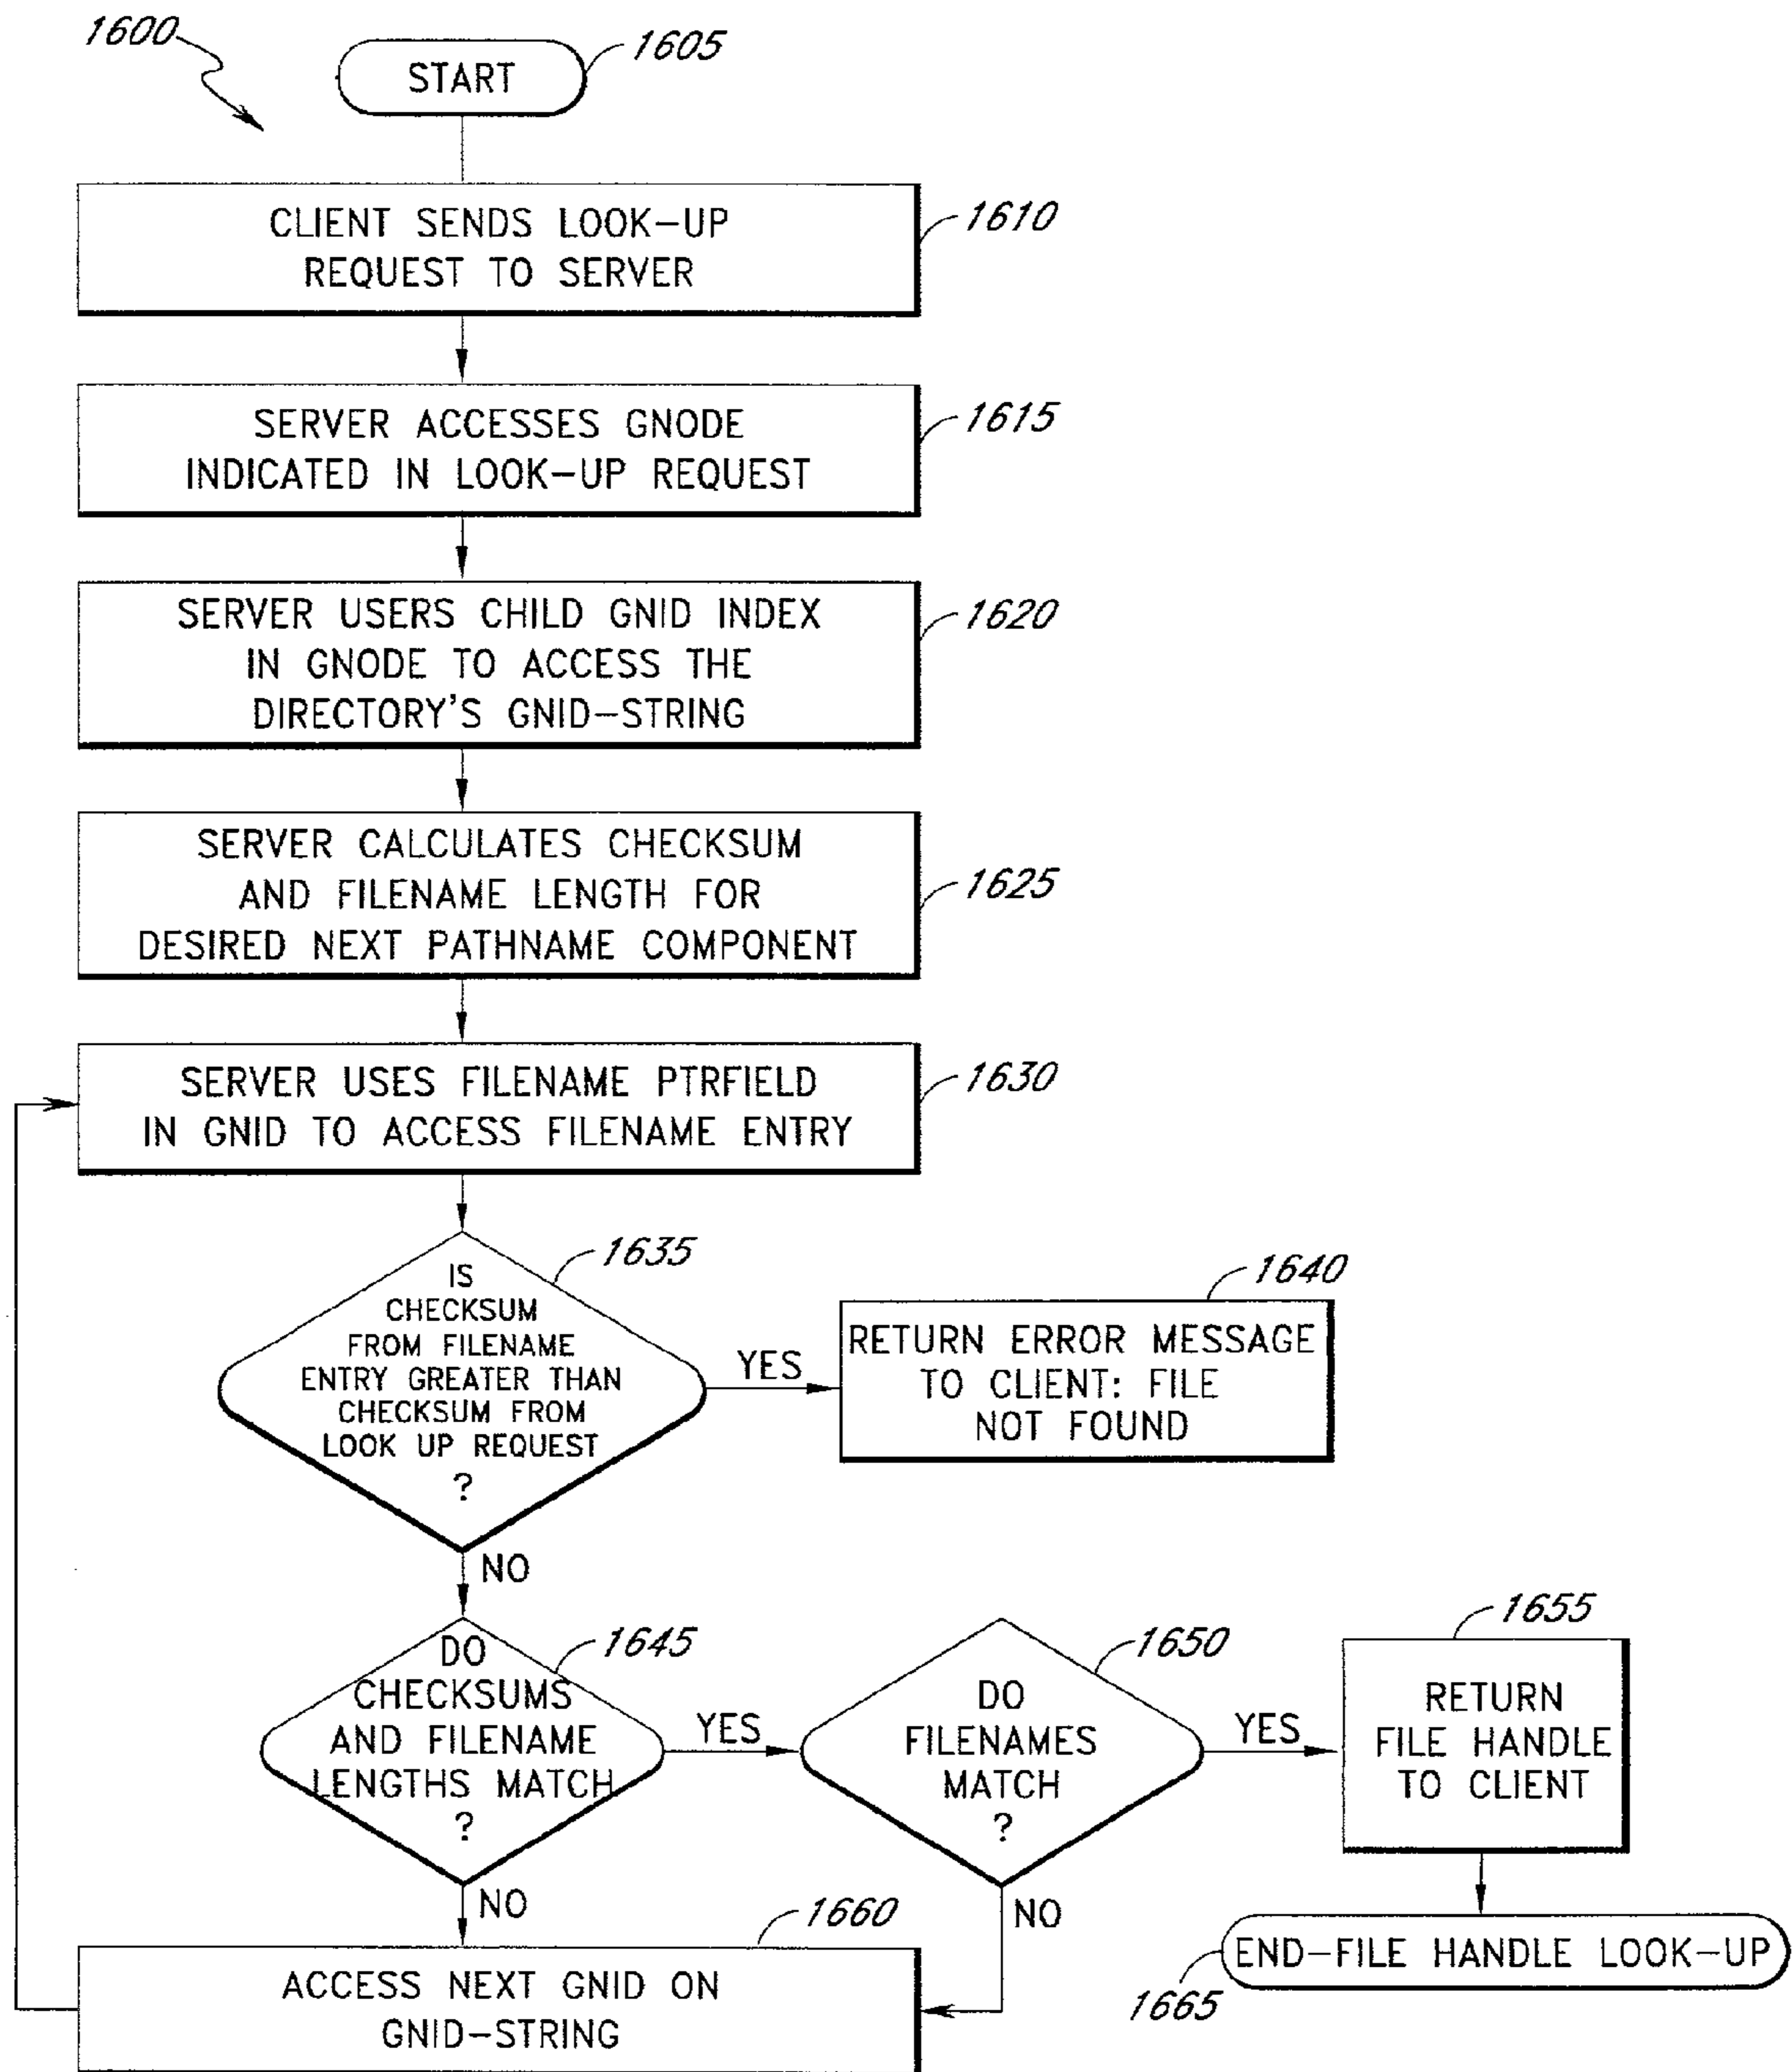 1600
START
1605
CLIENT SENDS LOOK-UP
REQUEST TO SERVER
1610
SERVER ACCESSES GNODE
INDICATED IN LOOK-UP REQUEST
1615
SERVER USERS CHILD GNID INDEX
IN GNODE TO ACCESS THE
DIRECTORY'S GNID-STRING
1620
SERVER CALCULATES CHECKSUM
AND FILENAME LENGTH FOR
DESIRED NEXT PATHNAME COMPONENT
1625
SERVER USES FILENAME PTRFIELD
IN GNID TO ACCESS FILENAME ENTRY
1630
IS
CHECKSUM
FROM FILENAME
ENTRY GREATER THAN
CHECKSUM FROM
LOOK UP REQUEST
?
1635
YES
RETURN ERROR MESSAGE
TO CLIENT: FILE
NOT FOUND
1640
NO
DO
CHECKSUMS
AND FILENAME
LENGTHS MATCH
?
1645
YES
DO
FILENAMES
MATCH
?
1650
YES
RETURN
FILE HANDLE
TO CLIENT
1655
NO
NO
ACCESS NEXT GNID ON
GNID-STRING
1660
END-FILE HANDLE LOOK-UP
1665